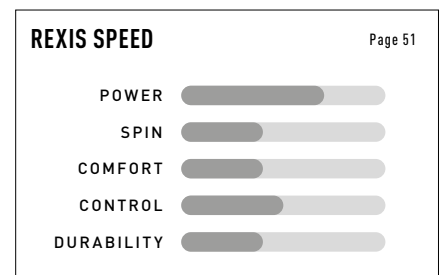 REXIS SPEED Page 51
POWER
SPIN
COMFORT
CONTROL
DURABILITY